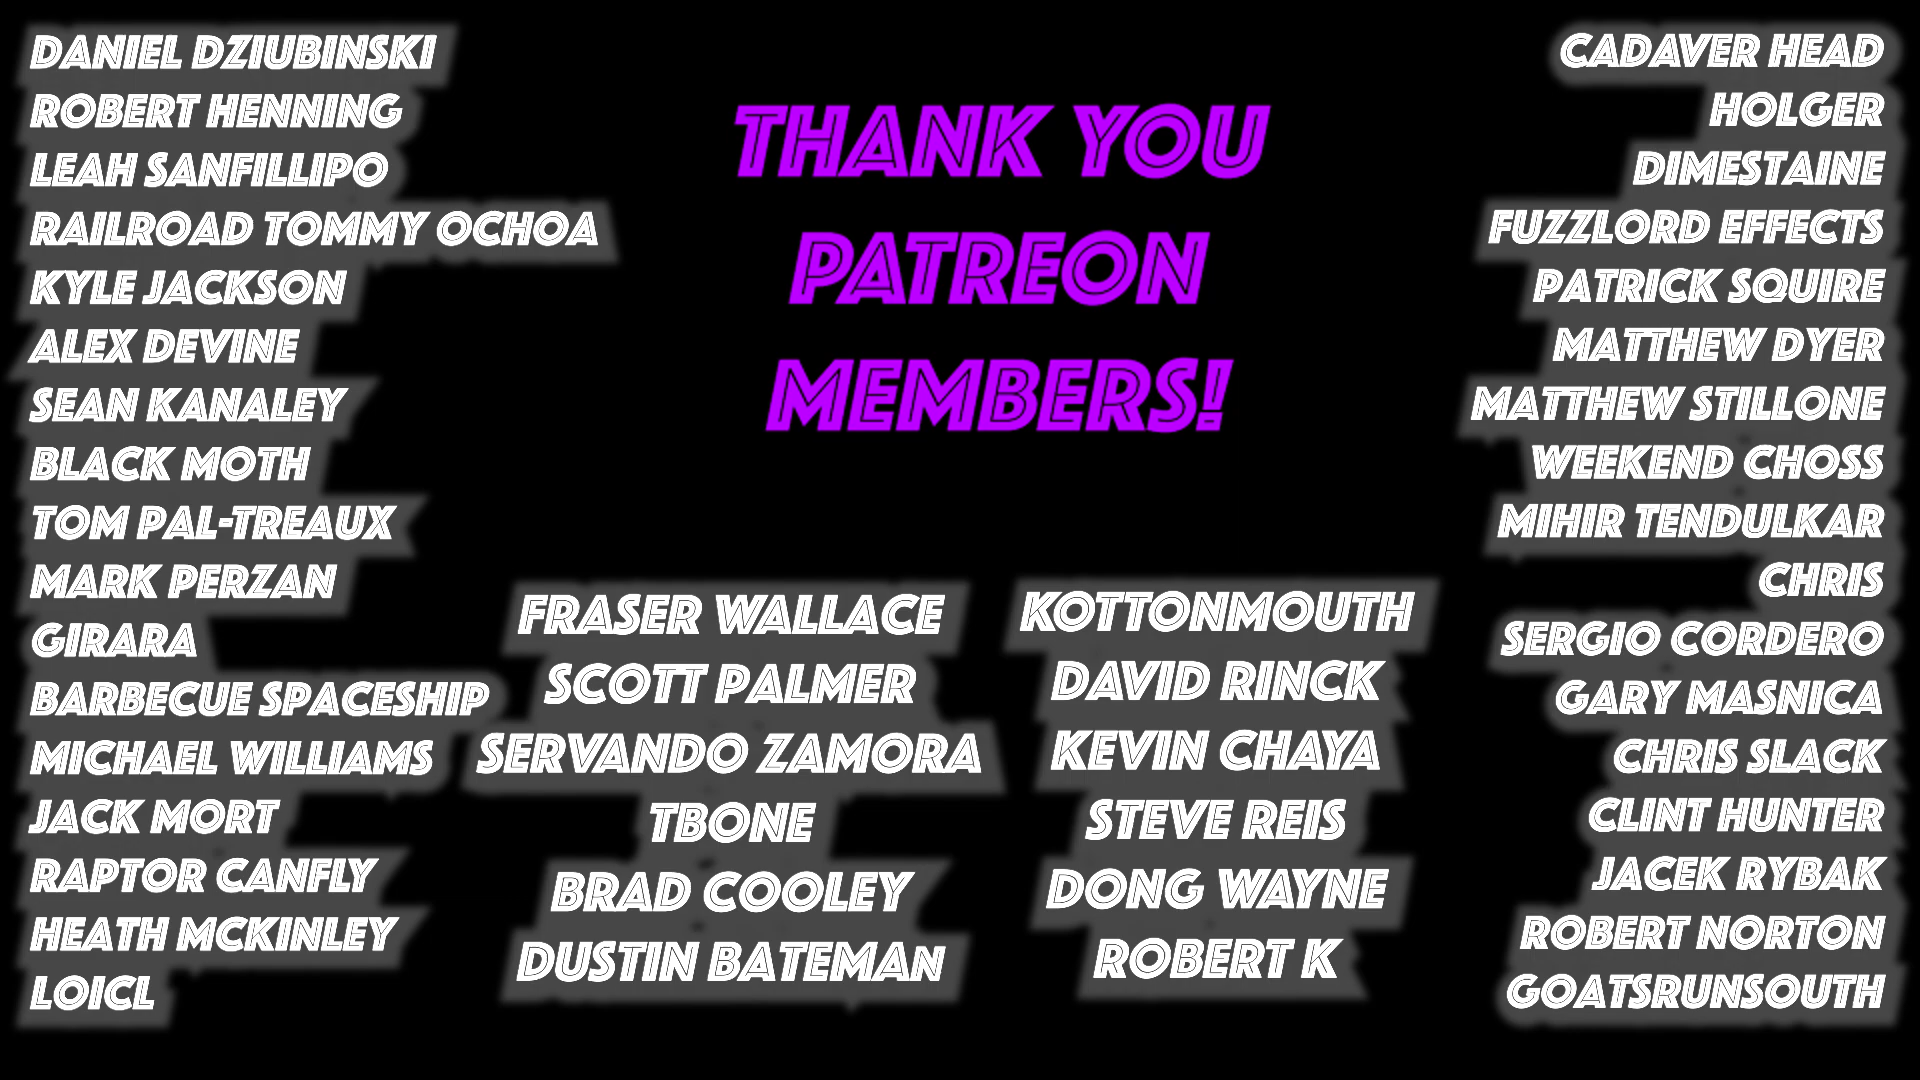 THANK YOU
PATREON
MEMBERS!
DANIEL DZIUBINSKI
ROBERT HENNING
LEAH SANFILLIPO
RAILROAD TOMMY OCHOA
KYLE JACKSON
ALEX DEVINE
SEAN KANALEY
BLACK MOTH
TOM PAL-TREAUX
MARK PERZAN
GIRARA
BARBECUE SPACESHIP
MICHAEL WILLIAMS
JACK MORT
RAPTOR CANFLY
HEATH MCKINLEY
LOICL
FRASER WALLACE
SCOTT PALMER
SERVANDO ZAMORA
TBONE
BRAD COOLEY
DUSTIN BATEMAN
KOTTONMOUTH
DAVID RINCK
KEVIN CHAYA
STEVE REIS
DONG WAYNE
ROBERT K
CADAVER HEAD
HOLGER
DIMESTAINE
FUZZLORD EFFECTS
PATRICK SQUIRE
MATTHEW DYER
MATTHEW STILLONE
WEEKEND CHOSS
MIHIR TENDULKAR
CHRIS
SERGIO CORDERO
GARY MASNICA
CHRIS SLACK
CLINT HUNTER
JACEK RYBAK
ROBERT NORTON
GOATSRUNSOUTH